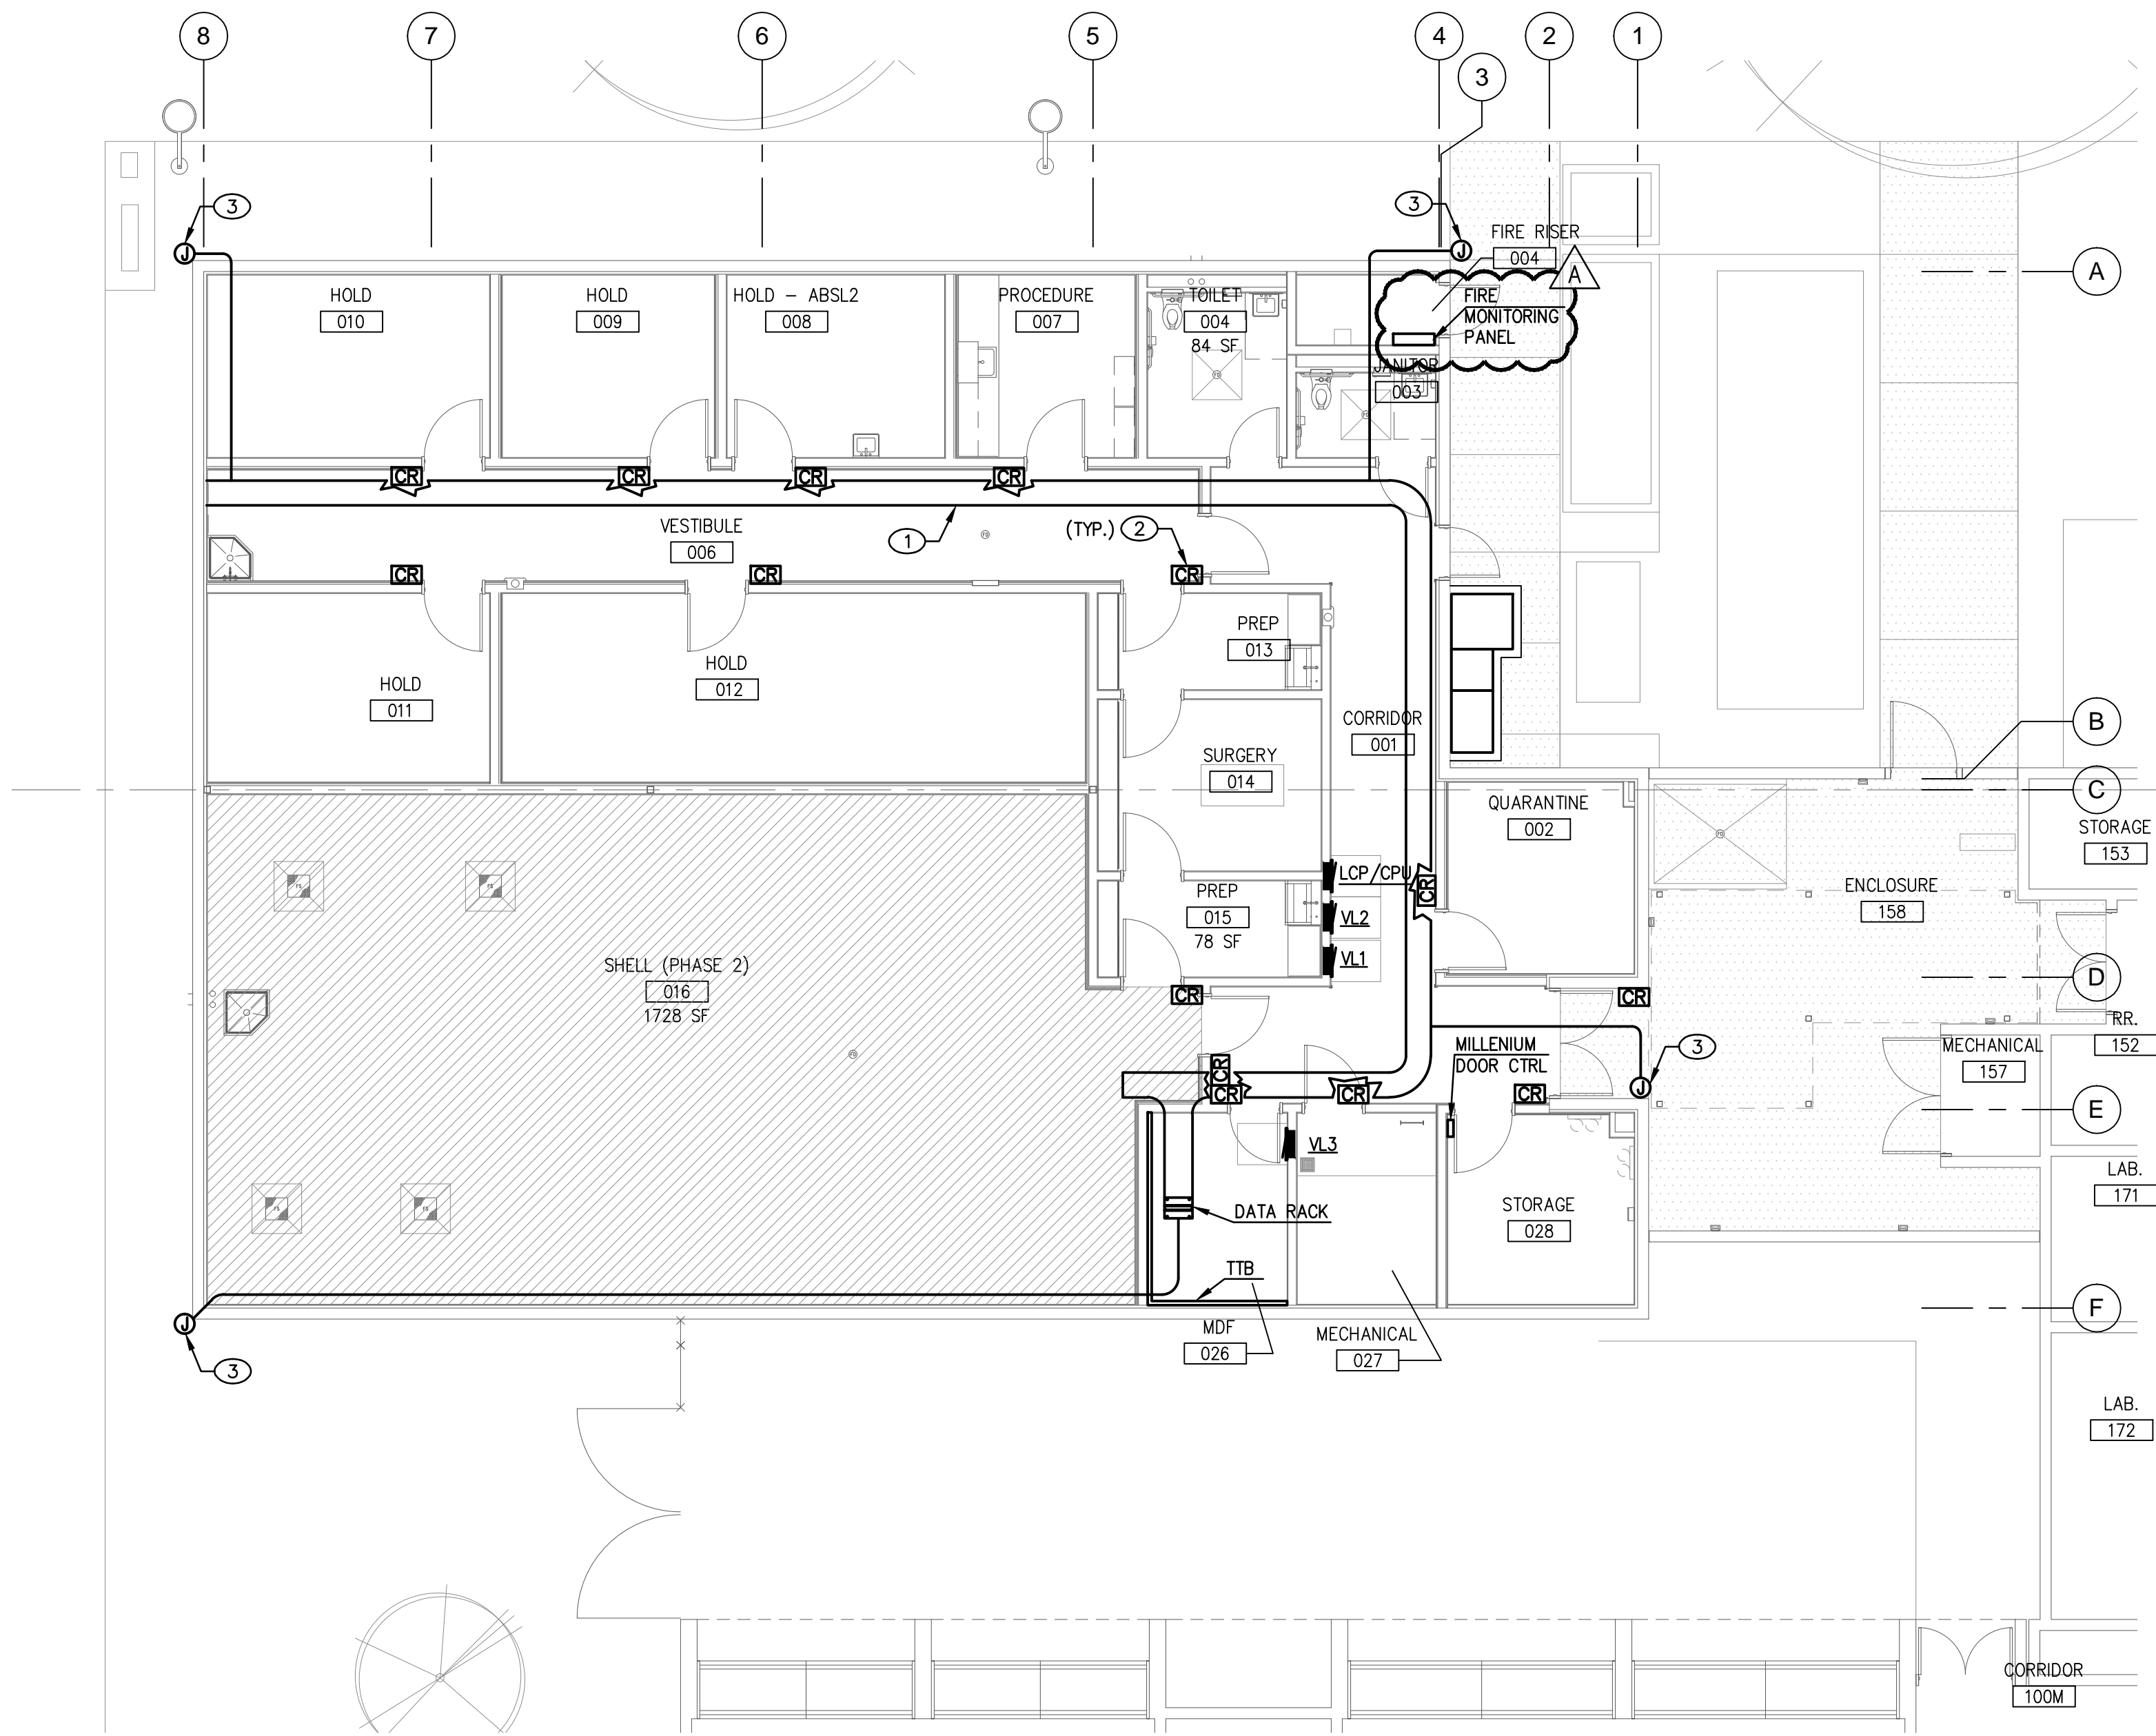 8
7
6
5
4
2
1
3
3
3
J
J
FIRE RISER
004
A
A
HOLD
010
HOLD
009
HOLD - ABSL2
008
PROCEDURE
007
TOILET
004
84 SF
FIRE
MONITORING
PANEL
JANITOR
003
CR
CR
CR
CR
VESTIBULE
006
1
(TYP.)
2
CR
CR
CR
PREP
013
HOLD
011
HOLD
012
CORRIDOR
001
B
SURGERY
014
C
QUARANTINE
002
STORAGE
153
LCP/CPU
CR
ENCLOSURE
158
PREP
015
78 SF
VL2
VL1
SHELL (PHASE 2)
016
1728 SF
D
CR
CR
RR.
152
MILLENIUM
DOOR CTRL
3
J
MECHANICAL
157
CR
CR
CR
CR
E
VL3
LAB.
171
DATA RACK
STORAGE
028
TTB
F
J
3
MDF
026
MECHANICAL
027
LAB.
172
CORRIDOR
100M